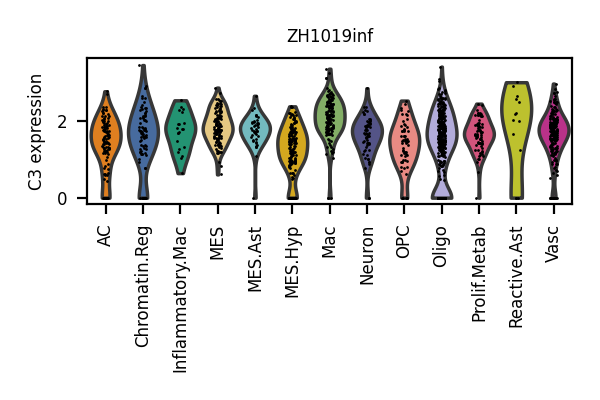 ZH1019inf
C3 expression
2
0
AC
Chromatin.Reg
Inflammatory.Mac
MES
MES.Ast
MES.Hyp
Mac
Neuron
OPC
Oligo
Prolif.Metab
Reactive.Ast
Vasc